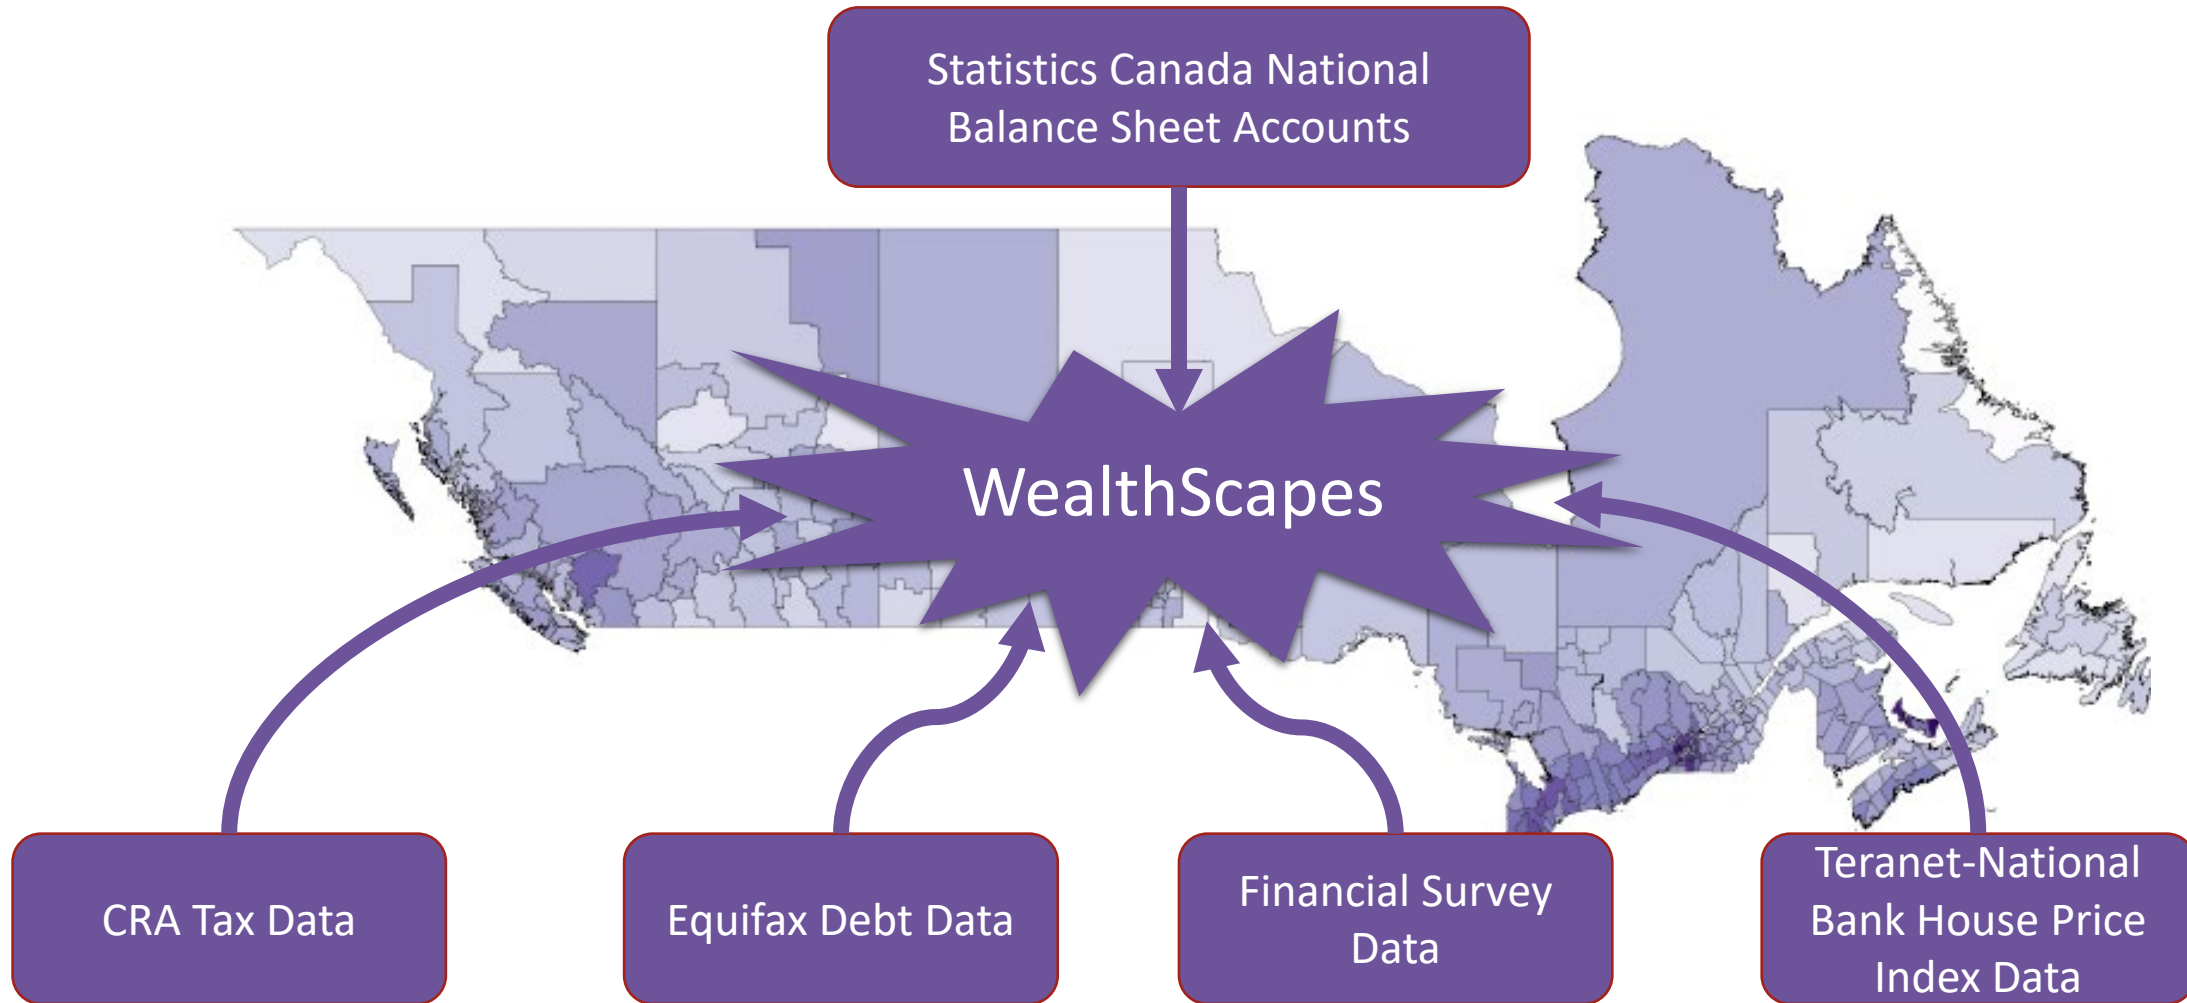 Statistics Canada National
Balance Sheet Accounts
WealthScapes
CRA Tax Data
Equifax Debt Data
Financial Survey
Data
Teranet-National
Bank House Price
Index Data